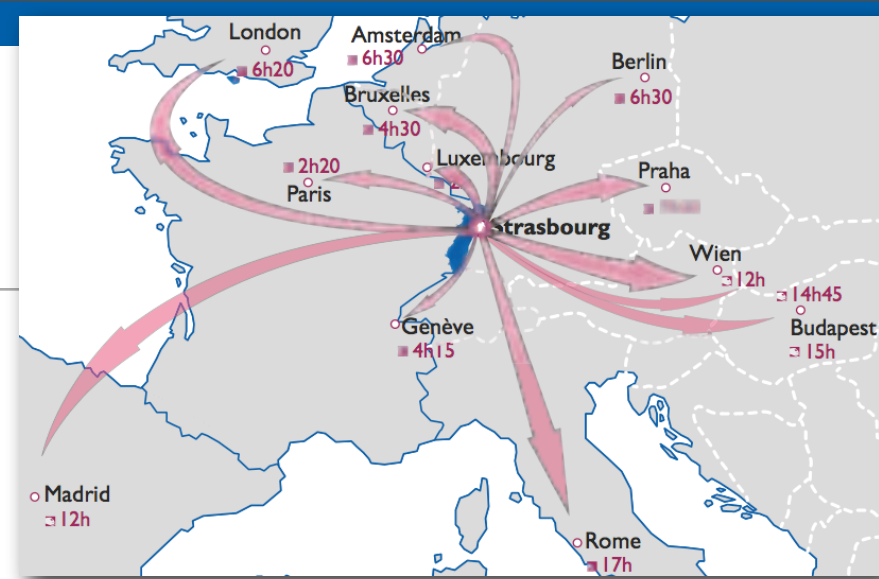 London
6h20
Amsterdam
6h30
Berlin
6h30
Bruxelles
4h30
Luxembourg
2h20
Paris
Praha
Strasbourg
Wien
12h
14h45
Budapest
15h
Genève
4h15
Madrid
12h
Rome
17h